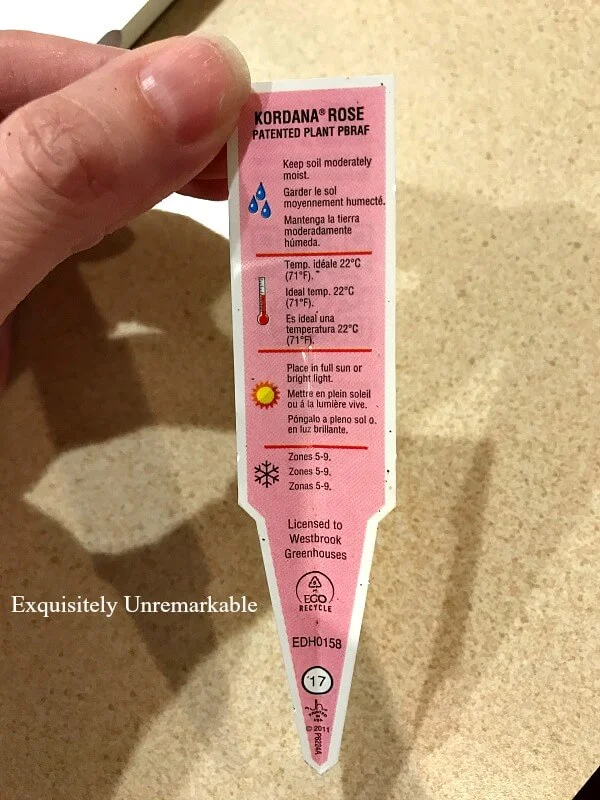 KORDANA® ROSE
PATENTED PLANT PBRAF
Keep soil moderately
moist.
Garder le sol
moyennement humecté.
Mantenga la tierra
moderadamente
húmeda.
Temp. idéale 22°C
(71°F).
Ideal temp. 22°C
(71°F).
Es ideal una
temperatura 22°C
(71°F).
Place in full sun or
bright light.
Mettre en plein soleil
ou á la lumière vive.
Póngalo a pleno sol o.
en luz brillante.
Zones 5-9.
Zones 5-9.
Zonas 5-9.
Licensed to
Westbrook
Greenhouses
EGO
RECYCLE
Exquisitely Unremarkable
EDH0158
'17
© 2011